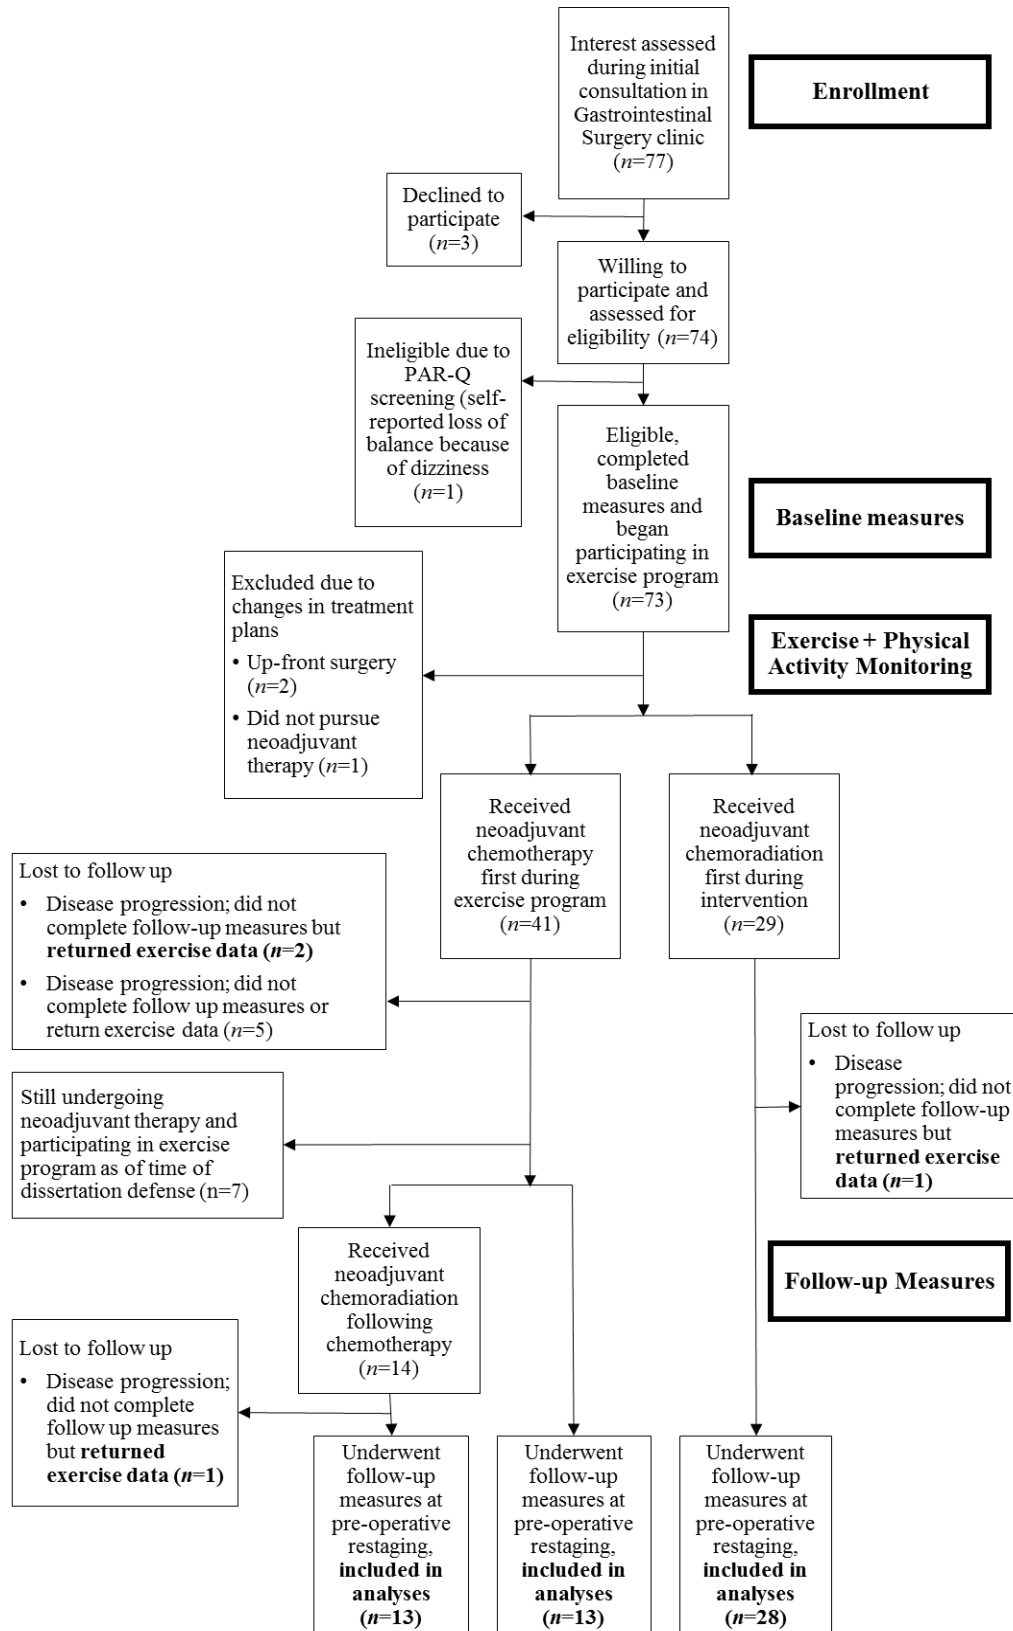 Interest assessed
during initial
consultation in
Gastrointestinal
Surgery clinic
(n=77)
Enrollment
Declined to
participate
(n=3)
Willing to
participate and
assessed for
eligibility (n=74)
Ineligible due to
PAR-Q
screening (self-
reported loss of
balance because
of dizziness
(n=1)
Eligible,
completed
baseline
measures and
began
participating in
exercise program
(n=73)
Baseline measures
Excluded due to
changes in treatment
plans
• Up-front surgery
(n=2)
• Did not pursue
neoadjuvant
therapy (n=1)
Exercise + Physical
Activity Monitoring
Received
neoadjuvant
chemotherapy
first during
exercise program
(n=41)
Received
neoadjuvant
chemoradiation
first during
intervention
(n=29)
Lost to follow up
• Disease progression; did not
complete follow-up measures but
returned exercise data (n=2)
• Disease progression; did not
complete follow up measures or
return exercise data (n=5)
Lost to follow up
• Disease
progression; did not
complete follow-up
measures but
returned exercise
data (n=1)
Still undergoing
neoadjuvant therapy and
participating in exercise
program as of time of
dissertation defense (n=7)
Received
neoadjuvant
chemoradiation
following
chemotherapy
(n=14)
Follow-up Measures
Lost to follow up
• Disease progression;
did not complete
follow up measures
but returned
exercise data (n=1)
Underwent
follow-up
measures at
pre-operative
restaging,
included in
analyses
(n=13)
Underwent
follow-up
measures at
pre-operative
restaging,
included in
analyses
(n=13)
Underwent
follow-up
measures at
pre-operative
restaging,
included in
analyses
(n=28)